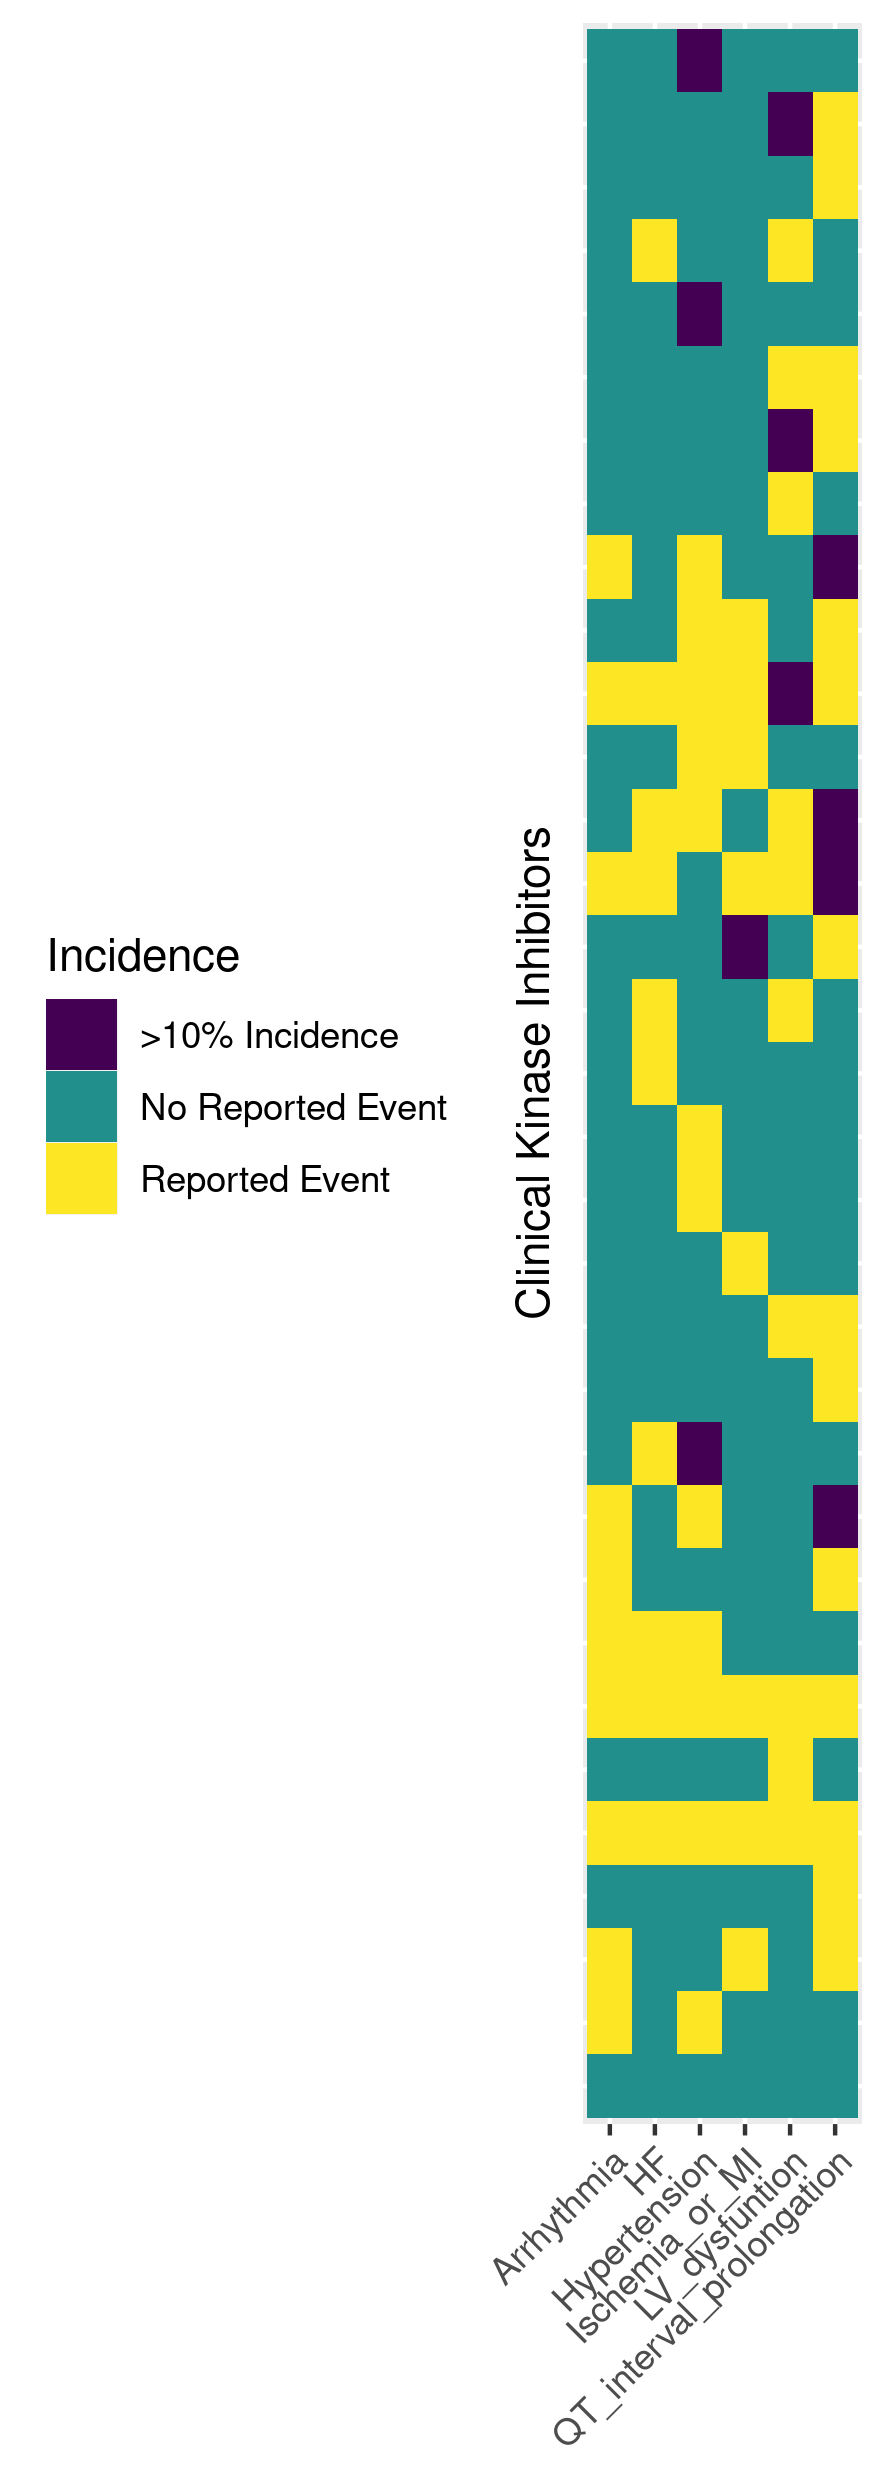 Incidence
>10% Incidence
No Reported Event
Reported Event
Clinical Kinase Inhibitors
Arrhythmia
HF
Hypertension
Ischemia_or_MI
LV_dysfuntion
QT_interval_prolongation